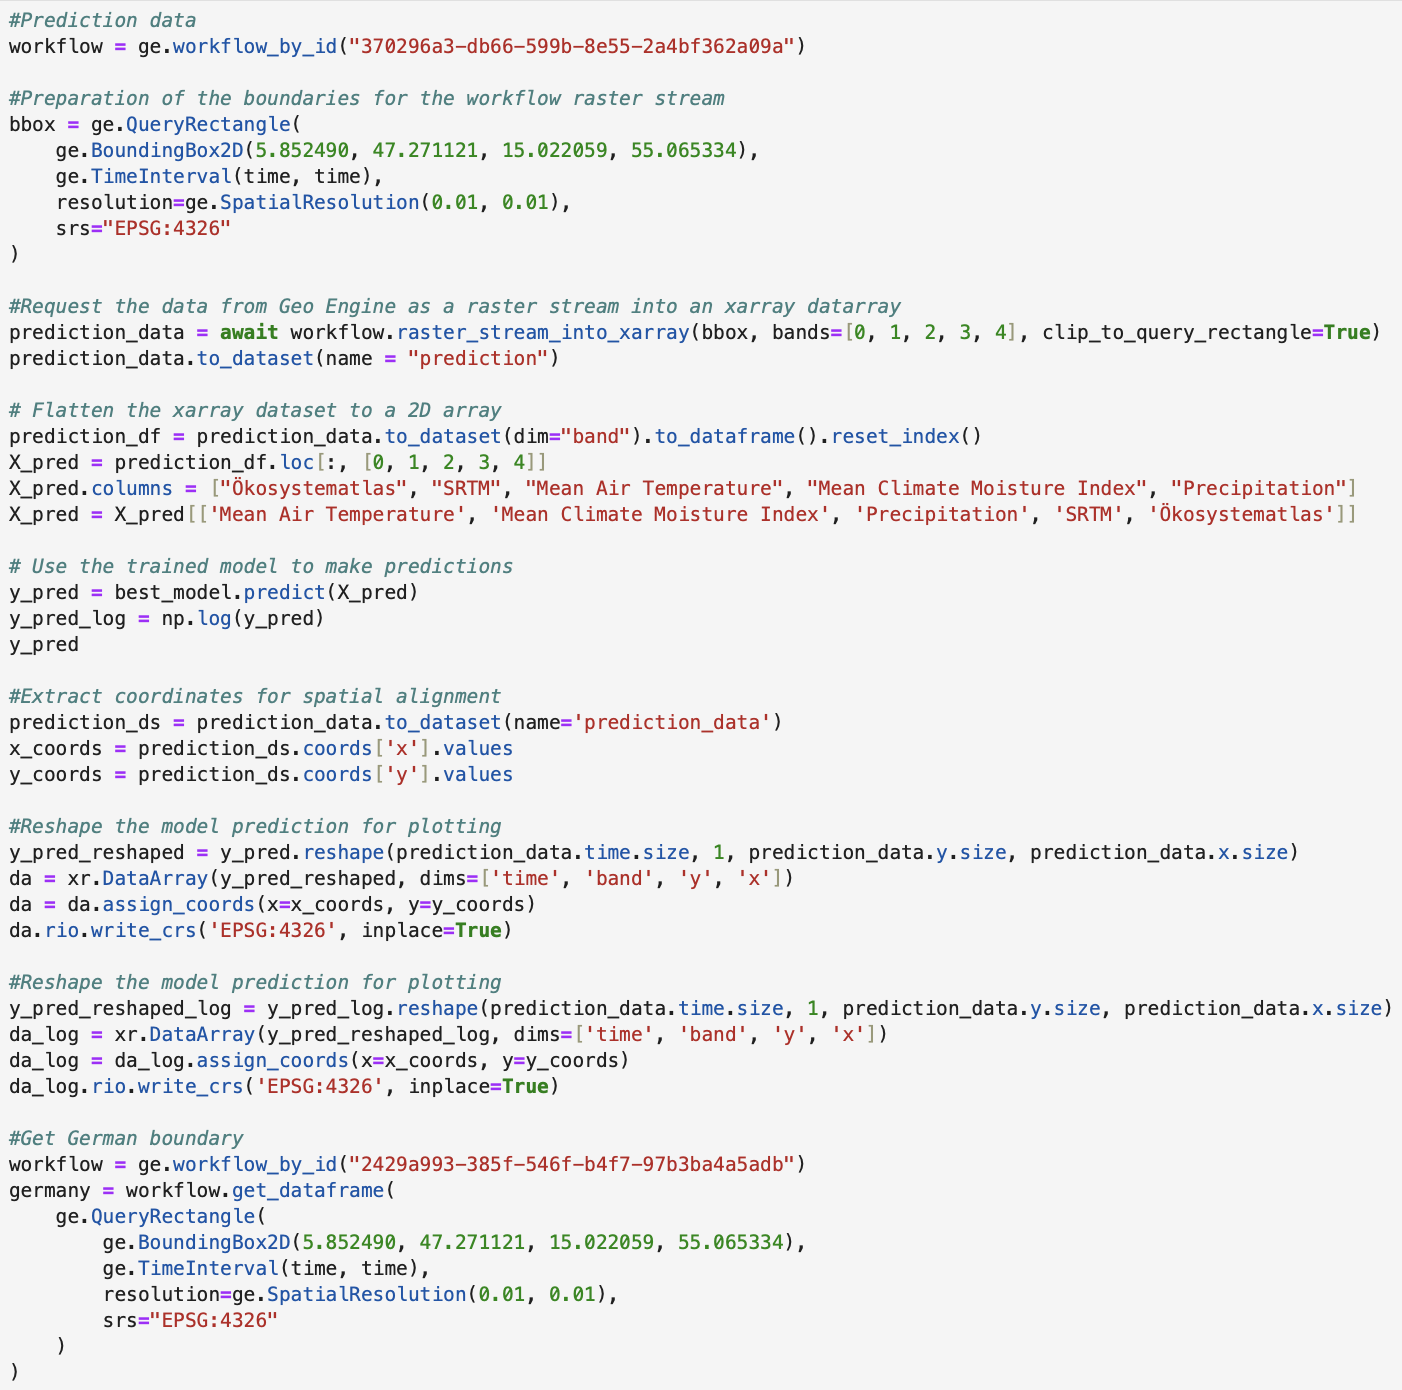 #Prediction data
workflow = ge.workflow_by_id("370296a3-db66-599b-8e55-2a4bf362a09a")

#Preparation of the boundaries for the workflow raster stream
bbox = ge.QueryRectangle(
    ge.BoundingBox2D(5.852490, 47.271121, 15.022059, 55.065334),
    ge.TimeInterval(time, time),
    resolution=ge.SpatialResolution(0.01, 0.01),
    srs="EPSG:4326"
)

#Request the data from Geo Engine as a raster stream into an xarray datarray
prediction_data = await workflow.raster_stream_into_xarray(bbox, bands=[0, 1, 2, 3, 4], clip_to_query_rectangle=True)
prediction_data.to_dataset(name = "prediction")

# Flatten the xarray dataset to a 2D array
prediction_df = prediction_data.to_dataset(dim="band").to_dataframe().reset_index()
X_pred = prediction_df.loc[:, [0, 1, 2, 3, 4]]
X_pred.columns = ["Ökosystematlas", "SRTM", "Mean Air Temperature", "Mean Climate Moisture Index", "Precipitation"]
X_pred = X_pred[['Mean Air Temperature', 'Mean Climate Moisture Index', 'Precipitation', 'SRTM', 'Ökosystematlas']]

# Use the trained model to make predictions
y_pred = best_model.predict(X_pred)
y_pred_log = np.log(y_pred)
y_pred

#Extract coordinates for spatial alignment
prediction_ds = prediction_data.to_dataset(name='prediction_data')
x_coords = prediction_ds.coords['x'].values
y_coords = prediction_ds.coords['y'].values

#Reshape the model prediction for plotting
y_pred_reshaped = y_pred.reshape(prediction_data.time.size, 1, prediction_data.y.size, prediction_data.x.size)
da = xr.DataArray(y_pred_reshaped, dims=['time', 'band', 'y', 'x'])
da = da.assign_coords(x=x_coords, y=y_coords)
da.rio.write_crs('EPSG:4326', inplace=True)

#Reshape the model prediction for plotting
y_pred_reshaped_log = y_pred_log.reshape(prediction_data.time.size, 1, prediction_data.y.size, prediction_data.x.size)
da_log = xr.DataArray(y_pred_reshaped_log, dims=['time', 'band', 'y', 'x'])
da_log = da_log.assign_coords(x=x_coords, y=y_coords)
da_log.rio.write_crs('EPSG:4326', inplace=True)

#Get German boundary
workflow = ge.workflow_by_id("2429a993-385f-546f-b4f7-97b3ba4a5adb")
germany = workflow.get_dataframe(
    ge.QueryRectangle(
        ge.BoundingBox2D(5.852490, 47.271121, 15.022059, 55.065334),
        ge.TimeInterval(time, time),
        resolution=ge.SpatialResolution(0.01, 0.01),
        srs="EPSG:4326"
    )
)